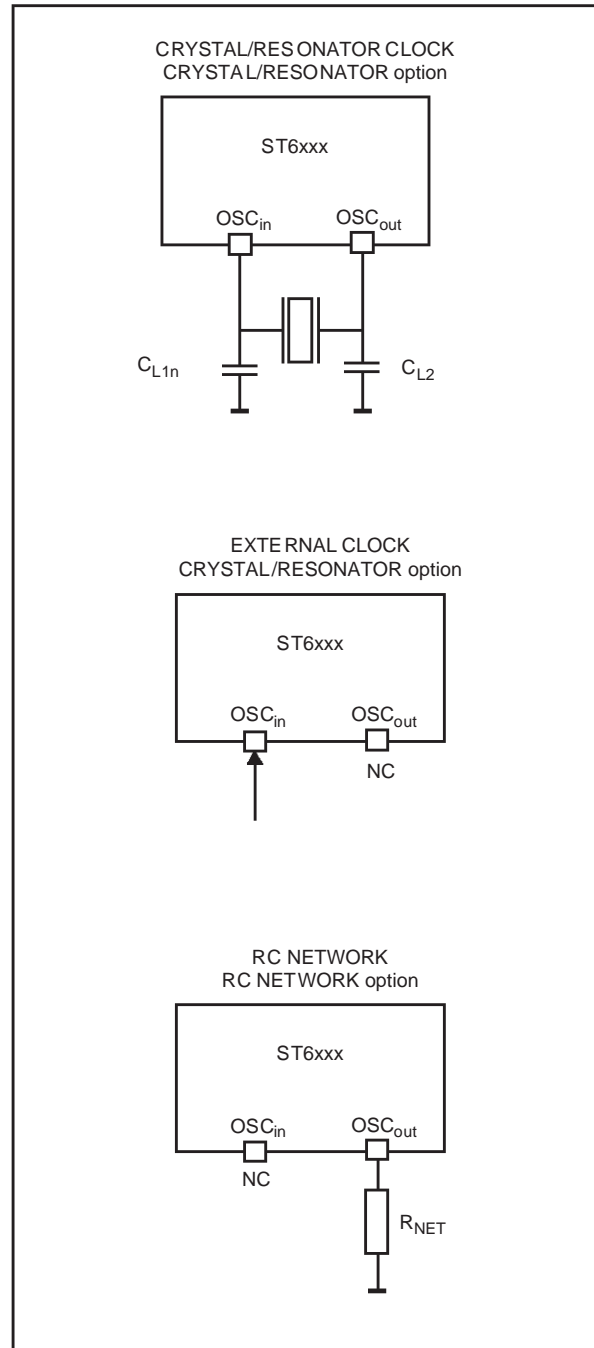 CRYSTAL/RESONATOR CLOCK
CRYSTAL/RESONATOR option
ST6xxx
OSCin OSCout
CL1n CL2
EXTERNAL CLOCK
CRYSTAL/RESONATOR option
ST6xxx
OSCin OSCout
NC
RC NETWORK
RC NETWORK option
ST6xxx
OSCin OSCout
NC
RNET